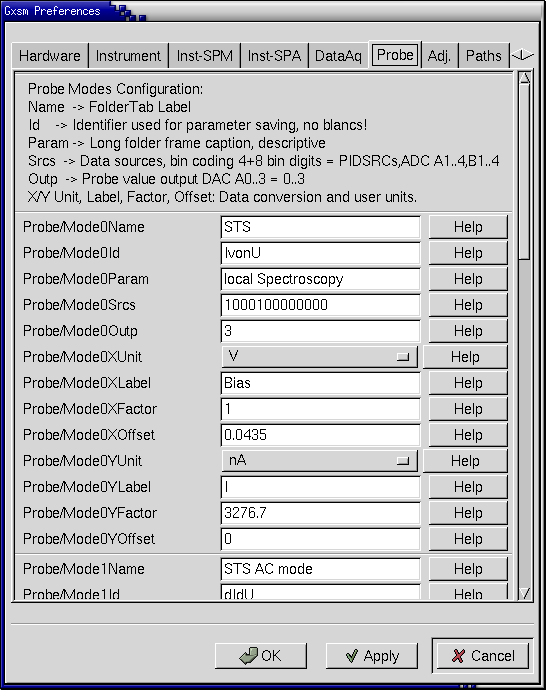 Gxsm Preferences
Hardware Instrument Inst-SPM Inst-SPA DataAq Probe Adj. Paths
Probe Modes Configuration:
Name -> FolderTab Label
Id -> Identifier used for parameter saving, no blancs!
Param -> Long folder frame caption, descriptive
Srcs -> Data sources, bin coding 4+8 bin digits = PIDSRCs,ADC A1..4,B1..4
Outp -> Probe value output DAC A0..3 = 0..3
X/Y Unit, Label, Factor, Offset: Data conversion and user units.
Probe/Mode0Name STS Help
Probe/Mode0Id IvonU Help
Probe/Mode0Param local Spectroscopy Help
Probe/Mode0Srcs 1000100000000 Help
Probe/Mode0Outp 3 Help
Probe/Mode0XUnit V Help
Probe/Mode0XLabel Bias Help
Probe/Mode0XFactor 1 Help
Probe/Mode0XOffset 0.0435 Help
Probe/Mode0YUnit nA Help
Probe/Mode0YLabel I Help
Probe/Mode0YFactor 3276.7 Help
Probe/Mode0YOffset 0 Help
Probe/Mode1Name STS AC mode Help
Probe/Mode1Id dIdU Help
OK Apply Cancel